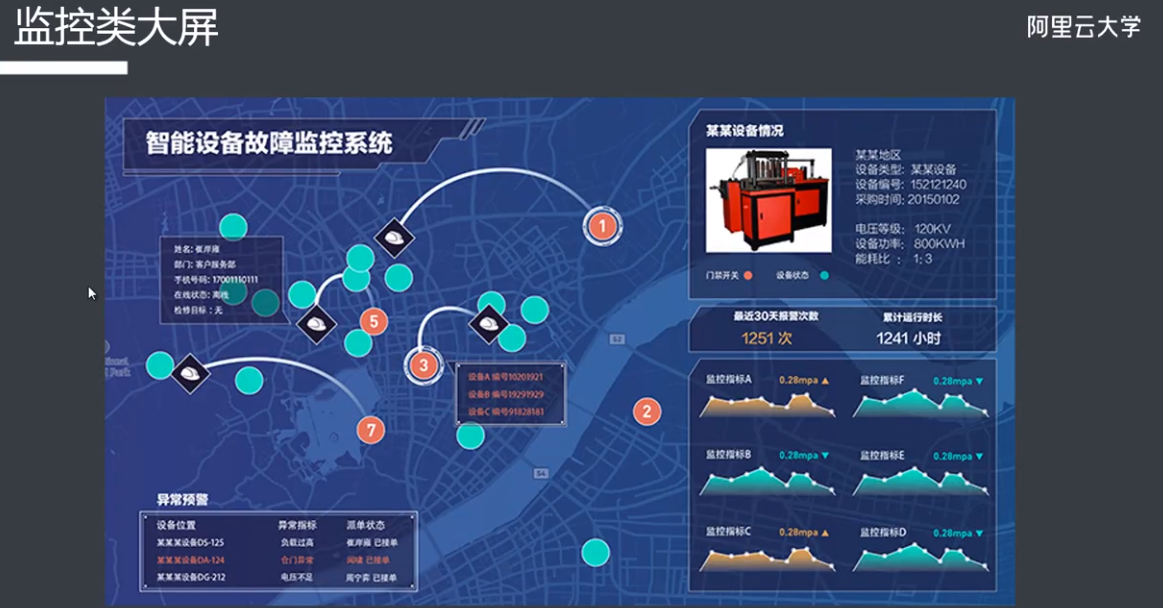 监控类大屏
阿里云大学
智能设备故障监控系统
某某设备情况
某某地区
设备类型: 某某设备
设备编号: 152121240
采购时间: 20150102
电压等级: 120KV
设备功率: 800KWH
能耗比 : 1:3
门禁开关
设备状态
1
姓名: 崔岸雍
部门: 客户服务部
手机号码: 17001110111
在线状态: 离线
检修目标 : 无
5
3
设备A 编号10201921
设备B 编号19291929
设备C 编号91828181
2
7
S2
S4
最近30天报警次数
累计运行时长
1251 次
1241 小时
监控指标A 0.28mpa ▲
监控指标F 0.28mpa ▼
监控指标B 0.28mpa ▼
监控指标E 0.28mpa ▼
监控指标C 0.28mpa ▲
监控指标D 0.28mpa ▼
异常预警
设备位置 异常指标 派单状态
某某某设备DS-125 负载过高 崔岸雍 已接单
某某某设备DA-124 仓门异常 已接单
某某某设备DG-212 电压不足 周宁弈 已接单